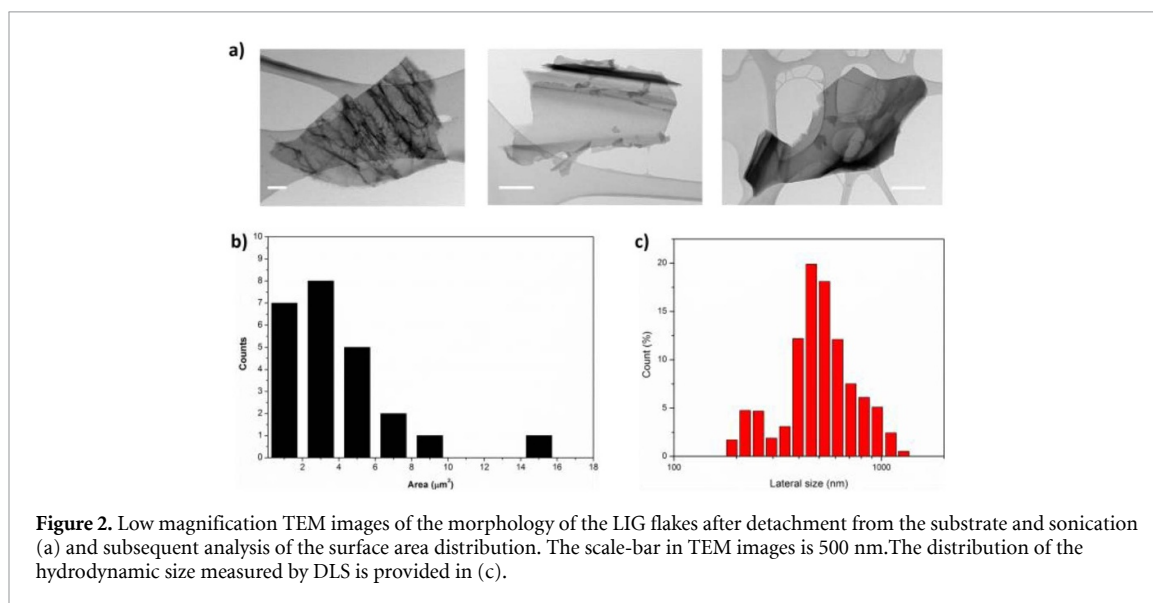 a)
b)
10
9
8
7
6
5
4
3
2
1
0
Counts
2 4 6 8 10 12 14 16 18
Area (μm²)
c)
20
15
10
5
0
Count (%)
100 1000
Lateral size (nm)
Figure 2. Low magnification TEM images of the morphology of the LIG flakes after detachment from the substrate and sonication
(a) and subsequent analysis of the surface area distribution. The scale-bar in TEM images is 500 nm.The distribution of the
hydrodynamic size measured by DLS is provided in (c).